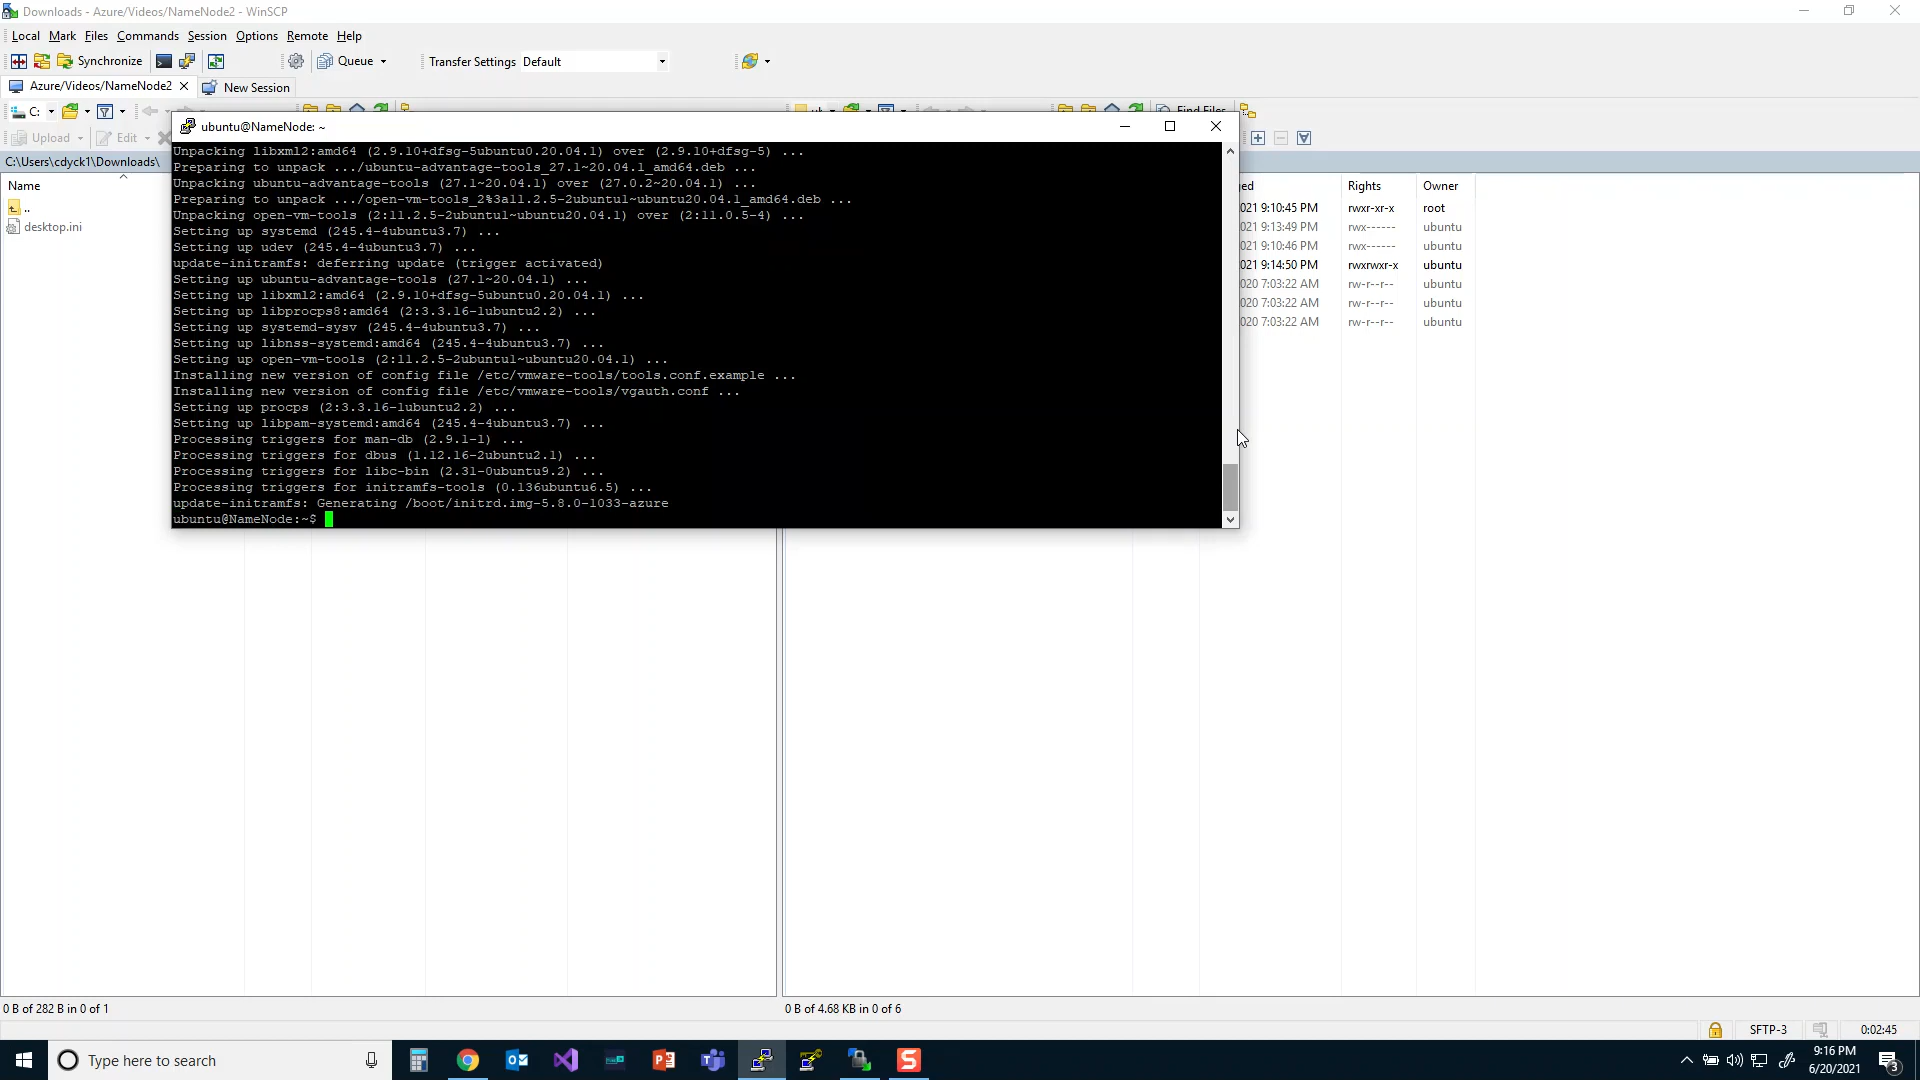 Downloads - Azure/Videos/NameNode2 - WinSCP
Local Mark Files Commands Session Options Remote Help
Synchronize Queue Transfer Settings Default
Azure/Videos/NameNode2 New Session
C: Find Files
ubuntu@NameNode: ~
Upload Edit
C:\Users\cdyck1\Downloads\
Name
..
desktop.ini
Unpacking libxml2:amd64 (2.9.10+dfsg-5ubuntu0.20.04.1) over (2.9.10+dfsg-5) ...
Preparing to unpack .../ubuntu-advantage-tools_27.1~20.04.1_amd64.deb ...
Unpacking ubuntu-advantage-tools (27.1~20.04.1) over (27.0.2~20.04.1) ...
Preparing to unpack .../open-vm-tools_2%3a11.2.5-2ubuntu1~ubuntu20.04.1_amd64.deb ...
Unpacking open-vm-tools (2:11.2.5-2ubuntu1~ubuntu20.04.1) over (2:11.0.5-4) ...
Setting up systemd (245.4-4ubuntu3.7) ...
Setting up udev (245.4-4ubuntu3.7) ...
update-initramfs: deferring update (trigger activated)
Setting up ubuntu-advantage-tools (27.1~20.04.1) ...
Setting up libxml2:amd64 (2.9.10+dfsg-5ubuntu0.20.04.1) ...
Setting up libprocps8:amd64 (2:3.3.16-1ubuntu2.2) ...
Setting up systemd-sysv (245.4-4ubuntu3.7) ...
Setting up libnss-systemd:amd64 (245.4-4ubuntu3.7) ...
Setting up open-vm-tools (2:11.2.5-2ubuntu1~ubuntu20.04.1) ...
Installing new version of config file /etc/vmware-tools/tools.conf.example ...
Installing new version of config file /etc/vmware-tools/vgauth.conf ...
Setting up procps (2:3.3.16-1ubuntu2.2) ...
Setting up libpam-systemd:amd64 (245.4-4ubuntu3.7) ...
Processing triggers for man-db (2.9.1-1) ...
Processing triggers for dbus (1.12.16-2ubuntu2.1) ...
Processing triggers for libc-bin (2.31-0ubuntu9.2) ...
Processing triggers for initramfs-tools (0.136ubuntu6.5) ...
update-initramfs: Generating /boot/initrd.img-5.8.0-1033-azure
ubuntu@NameNode:~$
ed Rights Owner
021 9:10:45 PM rwxr-xr-x root
021 9:13:49 PM rwx------ ubuntu
021 9:10:46 PM rwx------ ubuntu
021 9:14:50 PM rwxrwxr-x ubuntu
020 7:03:22 AM rw-r--r-- ubuntu
020 7:03:22 AM rw-r--r-- ubuntu
020 7:03:22 AM rw-r--r-- ubuntu
0 B of 282 B in 0 of 1
0 B of 4.68 KB in 0 of 6
SFTP-3 0:02:45
Type here to search
9:16 PM
6/20/2021
3